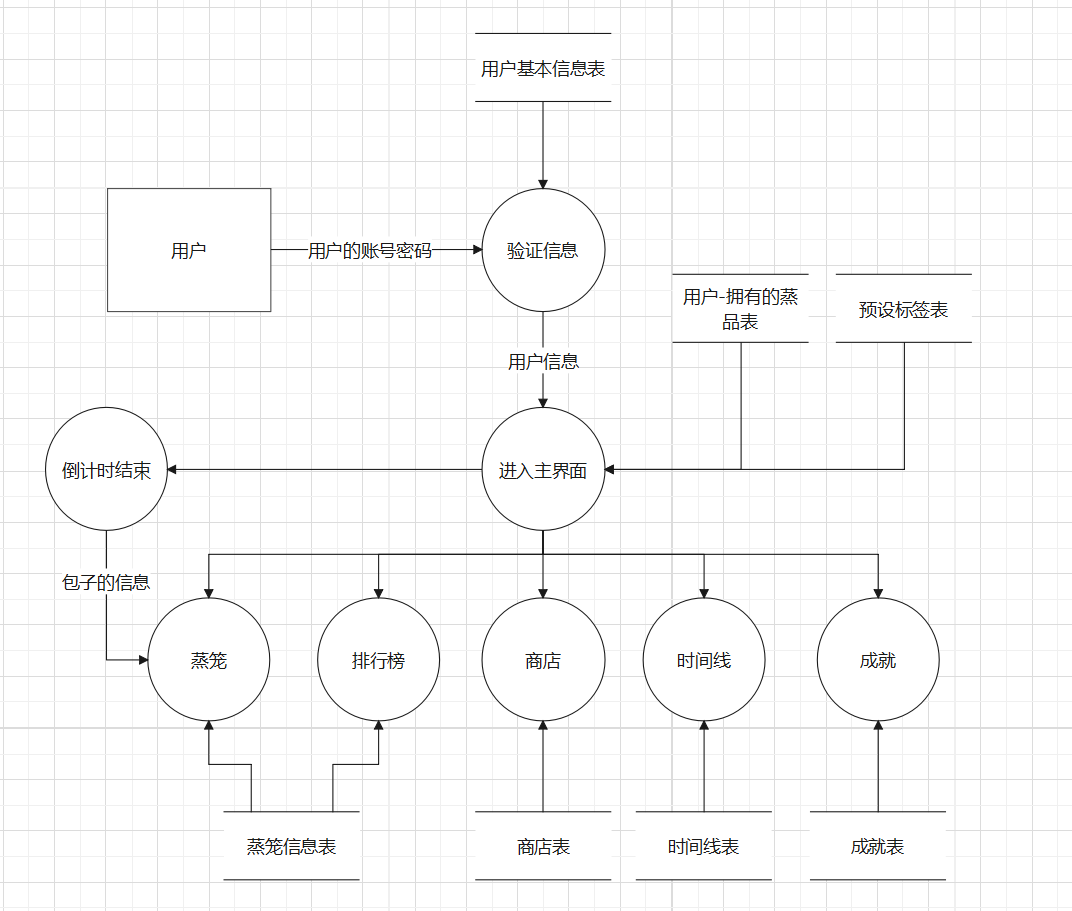 用户基本信息表
用户
用户的账号密码
验证信息
用户-拥有的蒸
品表
预设标签表
用户信息
倒计时结束
进入主界面
包子的信息
蒸笼
排行榜
商店
时间线
成就
蒸笼信息表
商店表
时间线表
成就表